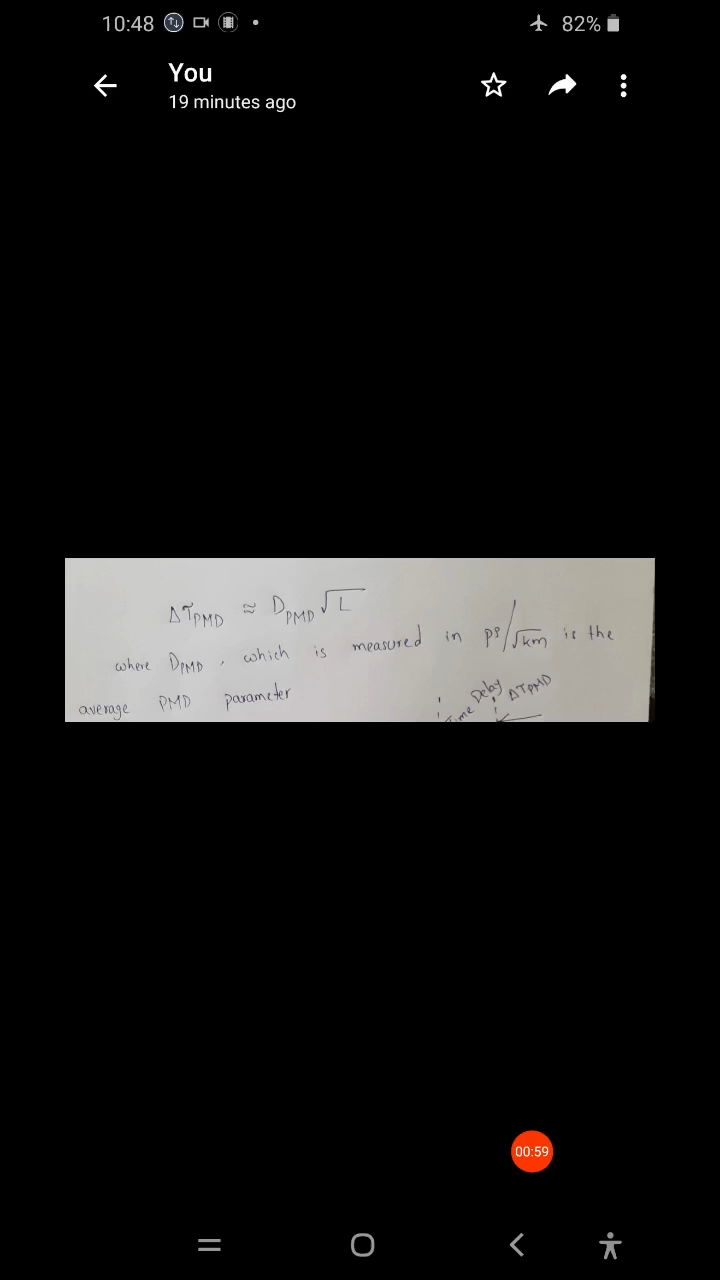 10:48
82%
You
19 minutes ago
ΔτPMD ≈ DPMD √L
where DPMD, which is measured in ps/√km is the
average PMD parameter
Time Delay ΔTPMD
00:59